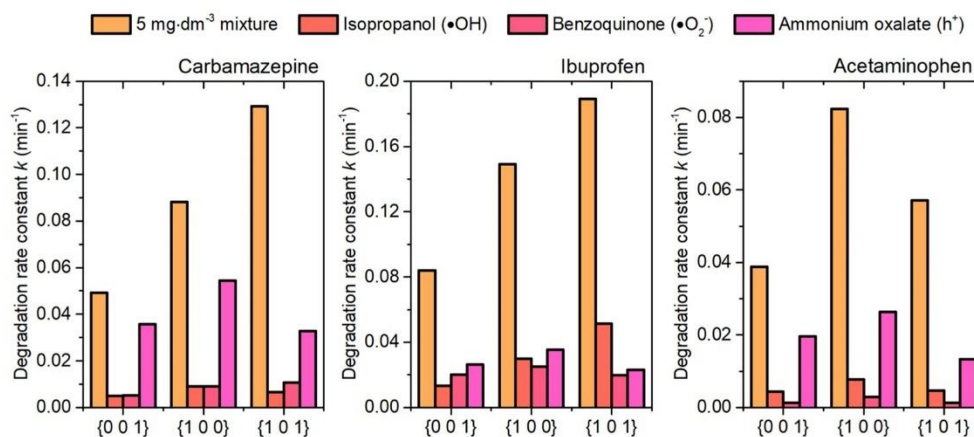 5 mg·dm⁻³ mixture Isopropanol (•OH) Benzoquinone (•O₂⁻) Ammonium oxalate (h⁺)
Carbamazepine
Degradation rate constant k (min⁻¹)
0.14
0.12
0.10
0.08
0.06
0.04
0.02
0.00
{0 0 1} {1 0 0} {1 0 1}
Ibuprofen
Degradation rate constant k (min⁻¹)
0.20
0.16
0.12
0.08
0.04
0.00
{0 0 1} {1 0 0} {1 0 1}
Acetaminophen
Degradation rate constant k (min⁻¹)
0.08
0.06
0.04
0.02
0.00
{0 0 1} {1 0 0} {1 0 1}